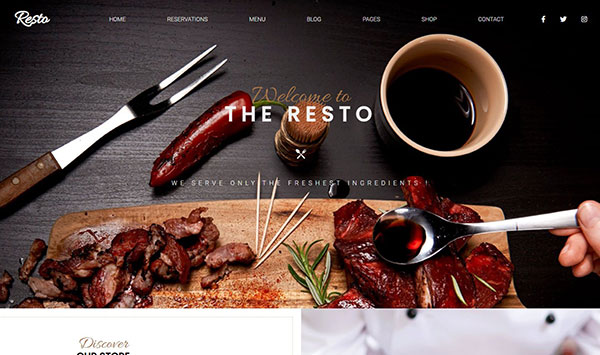 Resto
HOME RESERVATIONS MENU BLOG PAGES SHOP CONTACT
Welcome to
THE RESTO
WE SERVE ONLY THE FRESHEST INGREDIENTS !
Discover
OUR STORE